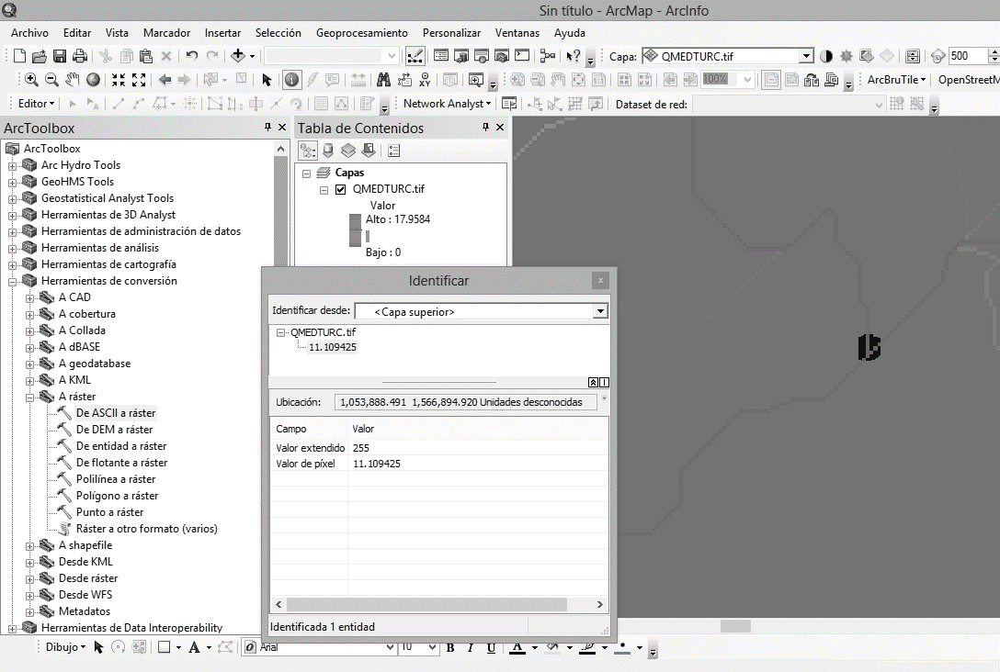 Sin título - ArcMap - ArcInfo
Archivo Editar Vista Marcador Insertar Selección Geoprocesamiento Personalizar Ventanas Ayuda
Capa: QMEDTURC.tif 500
100% ArcBruTile OpenStreetM
Editor Network Analyst Dataset de red:
ArcToolbox
ArcToolbox
Arc Hydro Tools
GeoHMS Tools
Geostatistical Analyst Tools
Herramientas de 3D Analyst
Herramientas de administración de datos
Herramientas de análisis
Herramientas de cartografía
Herramientas de conversión
A CAD
A cobertura
A Collada
A dBASE
A geodatabase
A KML
A ráster
De ASCII a ráster
De DEM a ráster
De entidad a ráster
De flotante a ráster
Polilínea a ráster
Polígono a ráster
Punto a ráster
Ráster a otro formato (varios)
A shapefile
Desde KML
Desde ráster
Desde WFS
Metadatos
Herramientas de Data Interoperability
Tabla de Contenidos
Capas
QMEDTURC.tif
Valor
Alto : 17.9584
Bajo : 0
Identificar
Identificar desde: <Capa superior>
QMEDTURC.tif
11.109425
Ubicación: 1,053,888.491 1,566,894.920 Unidades desconocidas
Campo Valor
Valor extendido 255
Valor de píxel 11.109425
Identificada 1 entidad
Dibujo A Arial 10 B I U A